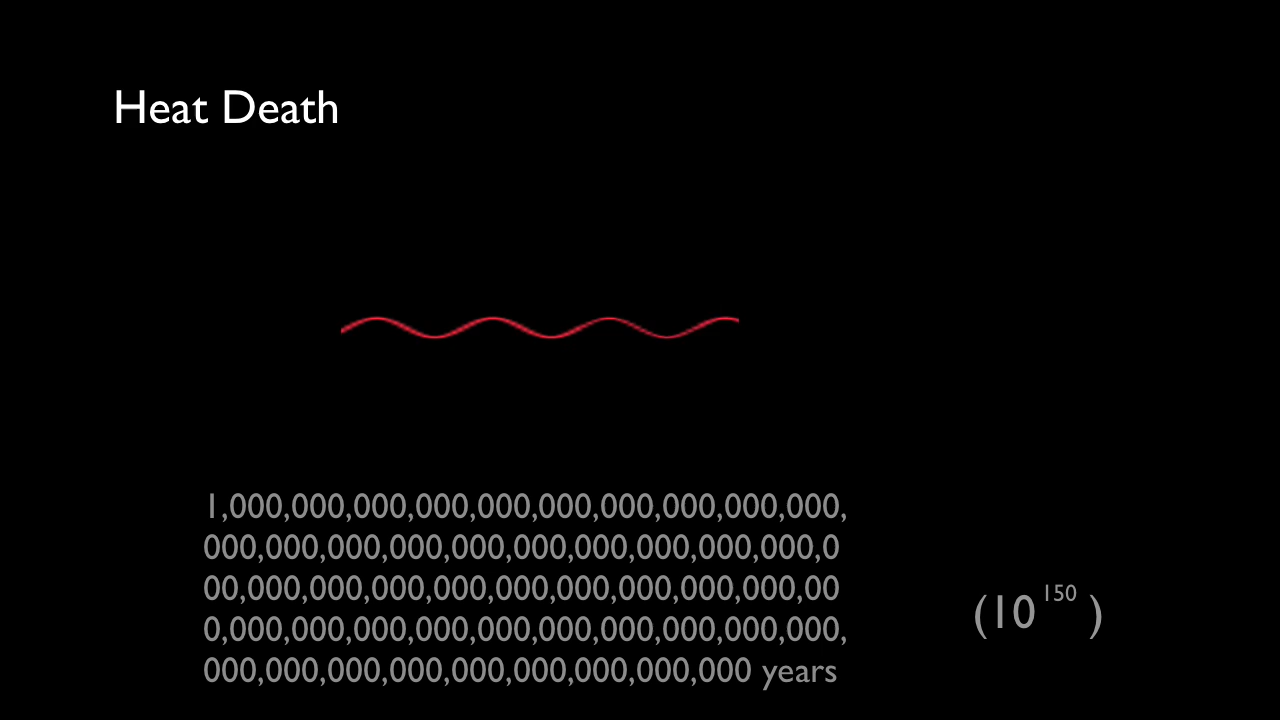 Heat Death
1,000,000,000,000,000,000,000,000,000,000,
000,000,000,000,000,000,000,000,000,000,0
00,000,000,000,000,000,000,000,000,000,00
0,000,000,000,000,000,000,000,000,000,000,
000,000,000,000,000,000,000,000,000 years
(10^150)